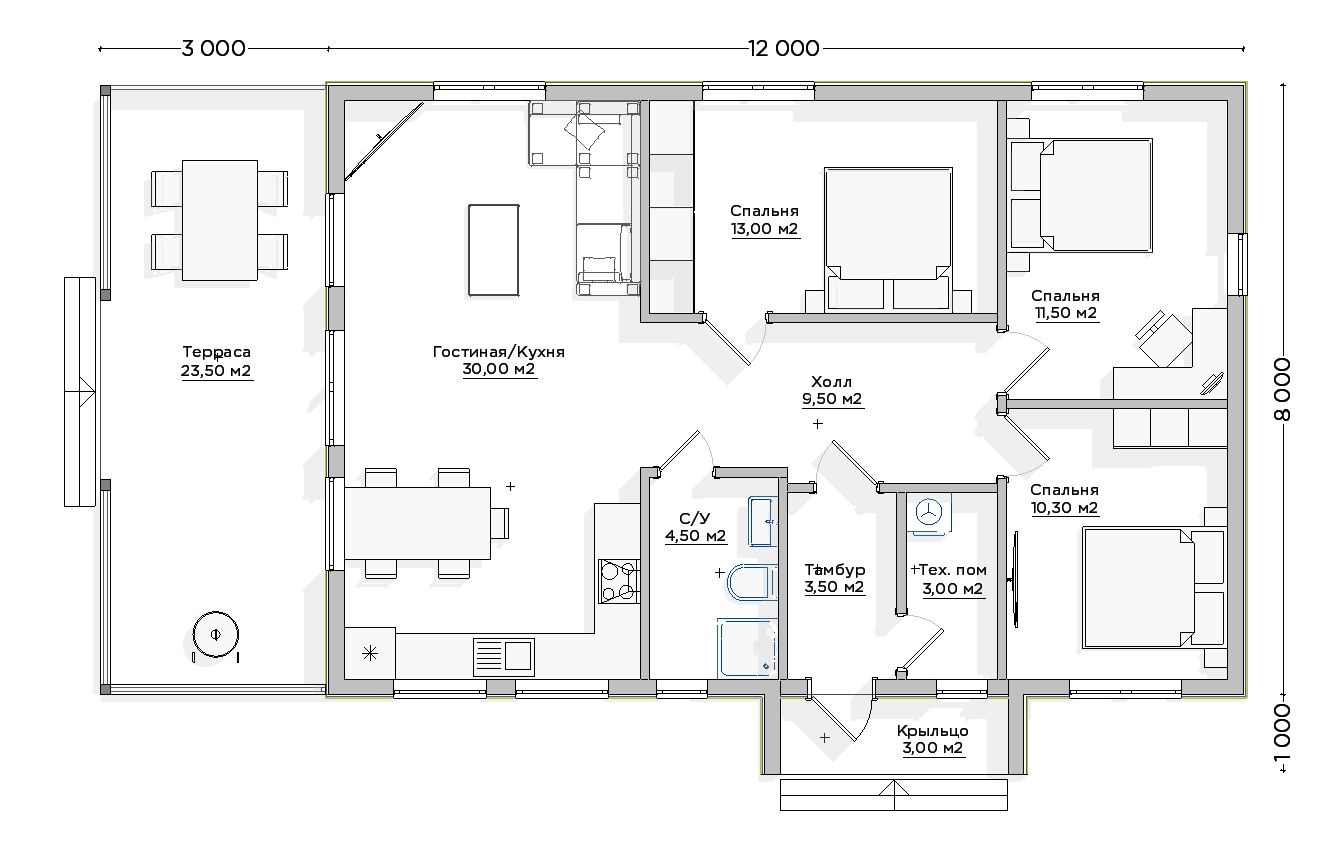 3 000
12 000
Спальня
13,00 м2
Спальня
11,50 м2
Терраса
23,50 м2
Гостиная/Кухня
30,00 м2
Холл
9,50 м2
8 000
Спальня
10,30 м2
С/У
4,50 м2
Тамбур
3,50 м2
Тех. пом
3,00 м2
Крыльцо
3,00 м2
1 000